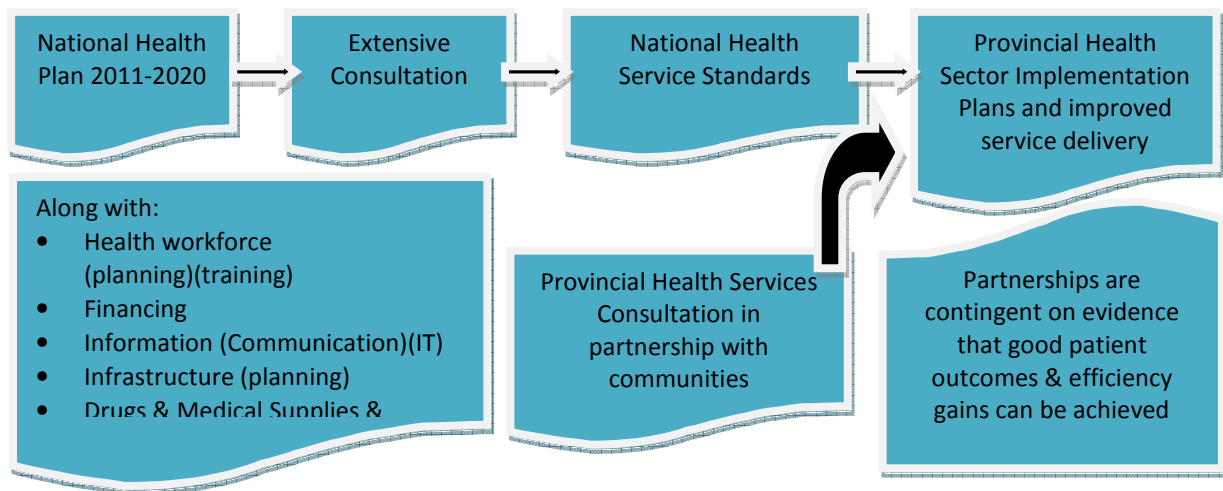 National Health
Plan 2011-2020
Extensive
Consultation
National Health
Service Standards
Provincial Health
Sector Implementation
Plans and improved
service delivery
Along with:
• Health workforce
(planning)(training)
• Financing
• Information (Communication)(IT)
• Infrastructure (planning)
• Drugs & Medical Supplies &
Provincial Health Services
Consultation in
partnership with
communities
Partnerships are
contingent on evidence
that good patient
outcomes & efficiency
gains can be achieved